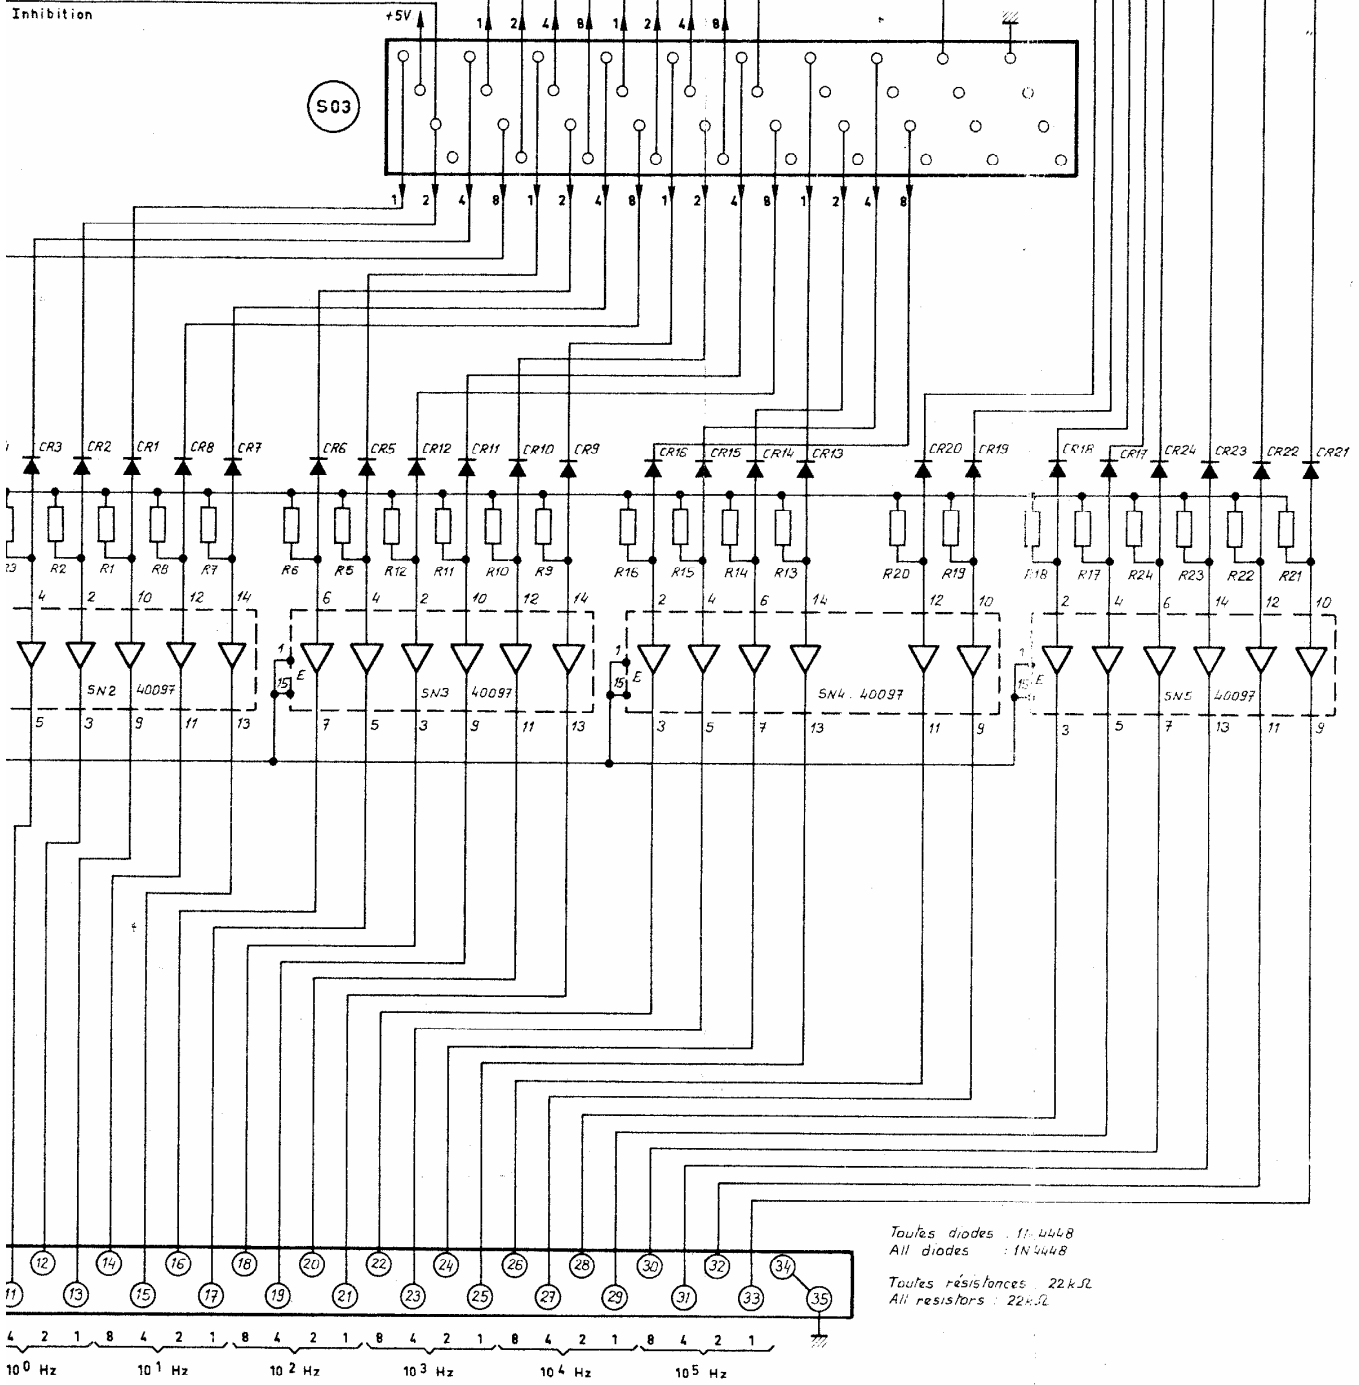 Inhibition
+5V 1 2 4 8 1 2 4 8
S03
1 2 4 8 1 2 4 8 1 2 4 8 1 2 4 8
CR3 CR2 CR1 CR8 CR7 CR6 CR5 CR12 CR11 CR10 CR9 CR16 CR15 CR14 CR13 CR20 CR19 CR18 CR17 CR24 CR23 CR22 CR21
R2 R1 R8 R7 R6 R5 R12 R11 R10 R9 R16 R15 R14 R13 R20 R19 R18 R17 R24 R23 R22 R21
4 2 10 12 14 6 4 2 10 12 14 2 4 6 14 12 10 2 4 6 14 12 10
1 1 1
15 E 15 E 15 E
SN2 40097 SN3 40097 SN4 40097 SN5 40097
5 3 9 11 13 7 5 3 9 11 13 3 5 7 13 11 9 3 5 7 13 11 9
Toutes diodes : 1N 4448
All diodes : 1N 4448
Toutes résistances 22kΩ
All resistors : 22kΩ
12 14 16 18 20 22 24 26 28 30 32 34
11 13 15 17 19 21 23 25 27 29 31 33 35
4 2 1 8 4 2 1 8 4 2 1 8 4 2 1 8 4 2 1 8 4 2 1
10⁰ Hz 10¹ Hz 10² Hz 10³ Hz 10⁴ Hz 10⁵ Hz